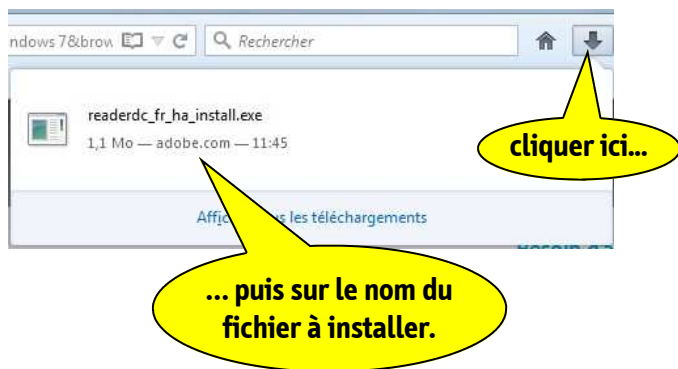 ndows 7&brow Rechercher
readerdc_fr_ha_install.exe
1,1 Mo — adobe.com — 11:45
cliquer ici...
les téléchargements
... puis sur le nom du
fichier à installer.